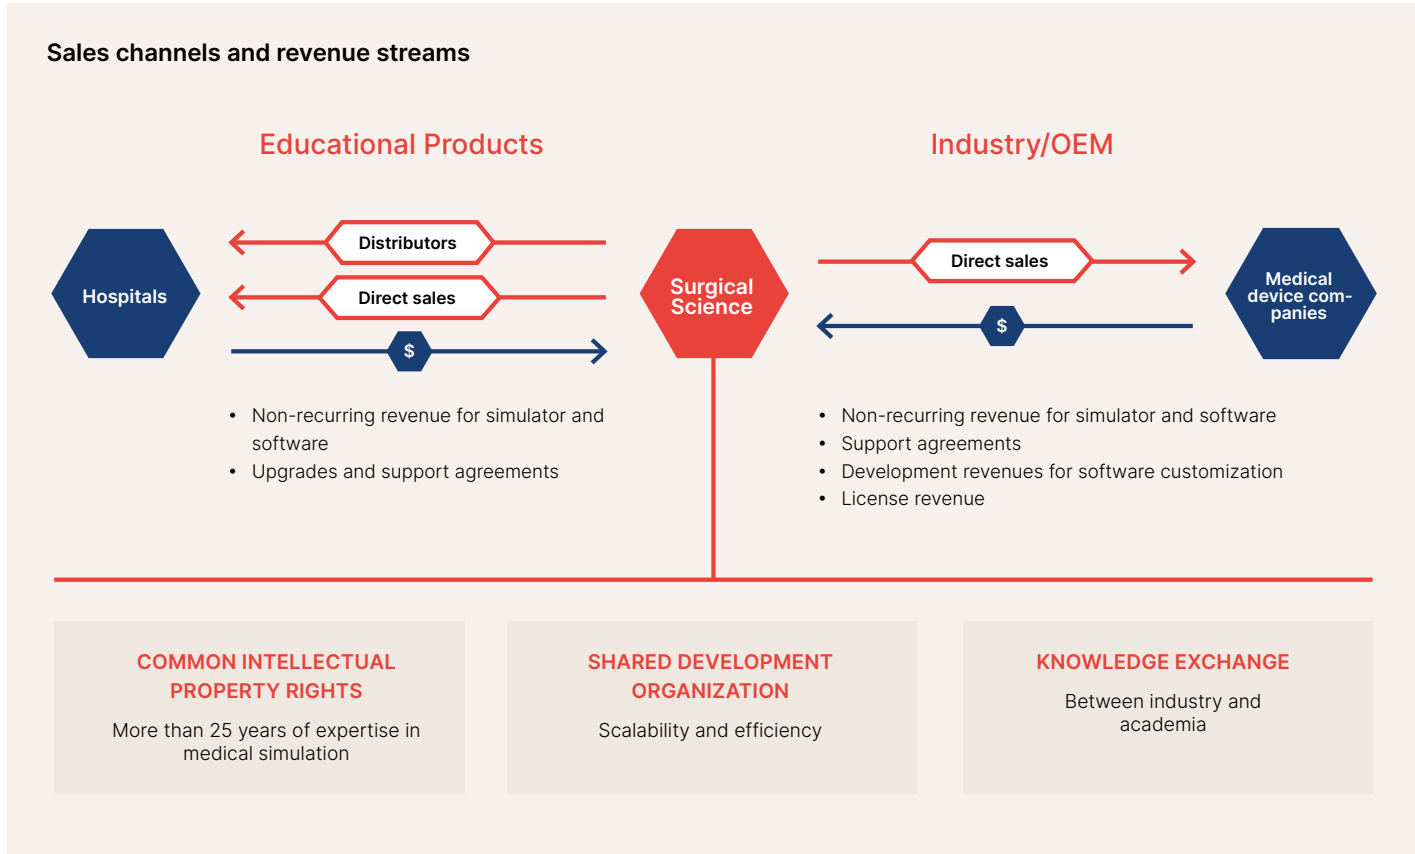 Sales channels and revenue streams
Educational Products
Industry/OEM
Hospitals
Distributors
Direct sales
$
Surgical
Science
Direct sales
$
Medical
device com-
panies
• Non-recurring revenue for simulator and
software
• Upgrades and support agreements
• Non-recurring revenue for simulator and software
• Support agreements
• Development revenues for software customization
• License revenue
COMMON INTELLECTUAL
PROPERTY RIGHTS
More than 25 years of expertise in
medical simulation
SHARED DEVELOPMENT
ORGANIZATION
Scalability and efficiency
KNOWLEDGE EXCHANGE
Between industry and
academia